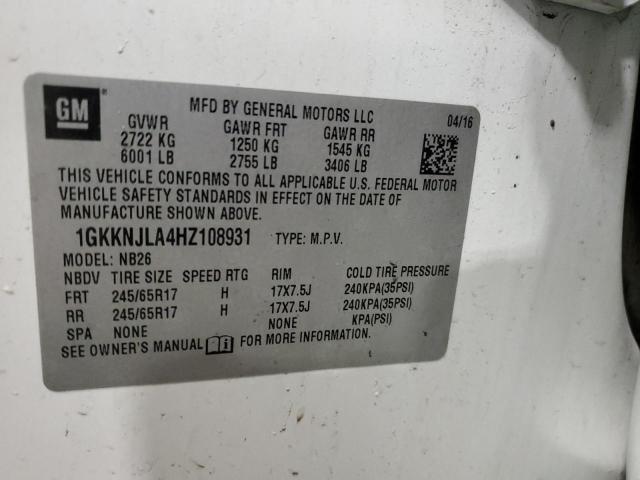 GM
MFD BY GENERAL MOTORS LLC 04/16
GVWR GAWR FRT GAWR RR
2722 KG 1250 KG 1545 KG
6001 LB 2755 LB 3406 LB
THIS VEHICLE CONFORMS TO ALL APPLICABLE U.S. FEDERAL MOTOR
VEHICLE SAFETY STANDARDS IN EFFECT ON THE DATE OF
MANUFACTURE SHOWN ABOVE.
1GKKNJLA4HZ108931 TYPE: M.P.V.
MODEL: NB26
NBDV TIRE SIZE SPEED RTG RIM COLD TIRE PRESSURE
FRT 245/65R17 H 17X7.5J 240KPA(35PSI)
RR 245/65R17 H 17X7.5J 240KPA(35PSI)
SPA NONE NONE KPA(PSI)
SEE OWNER'S MANUAL FOR MORE INFORMATION.